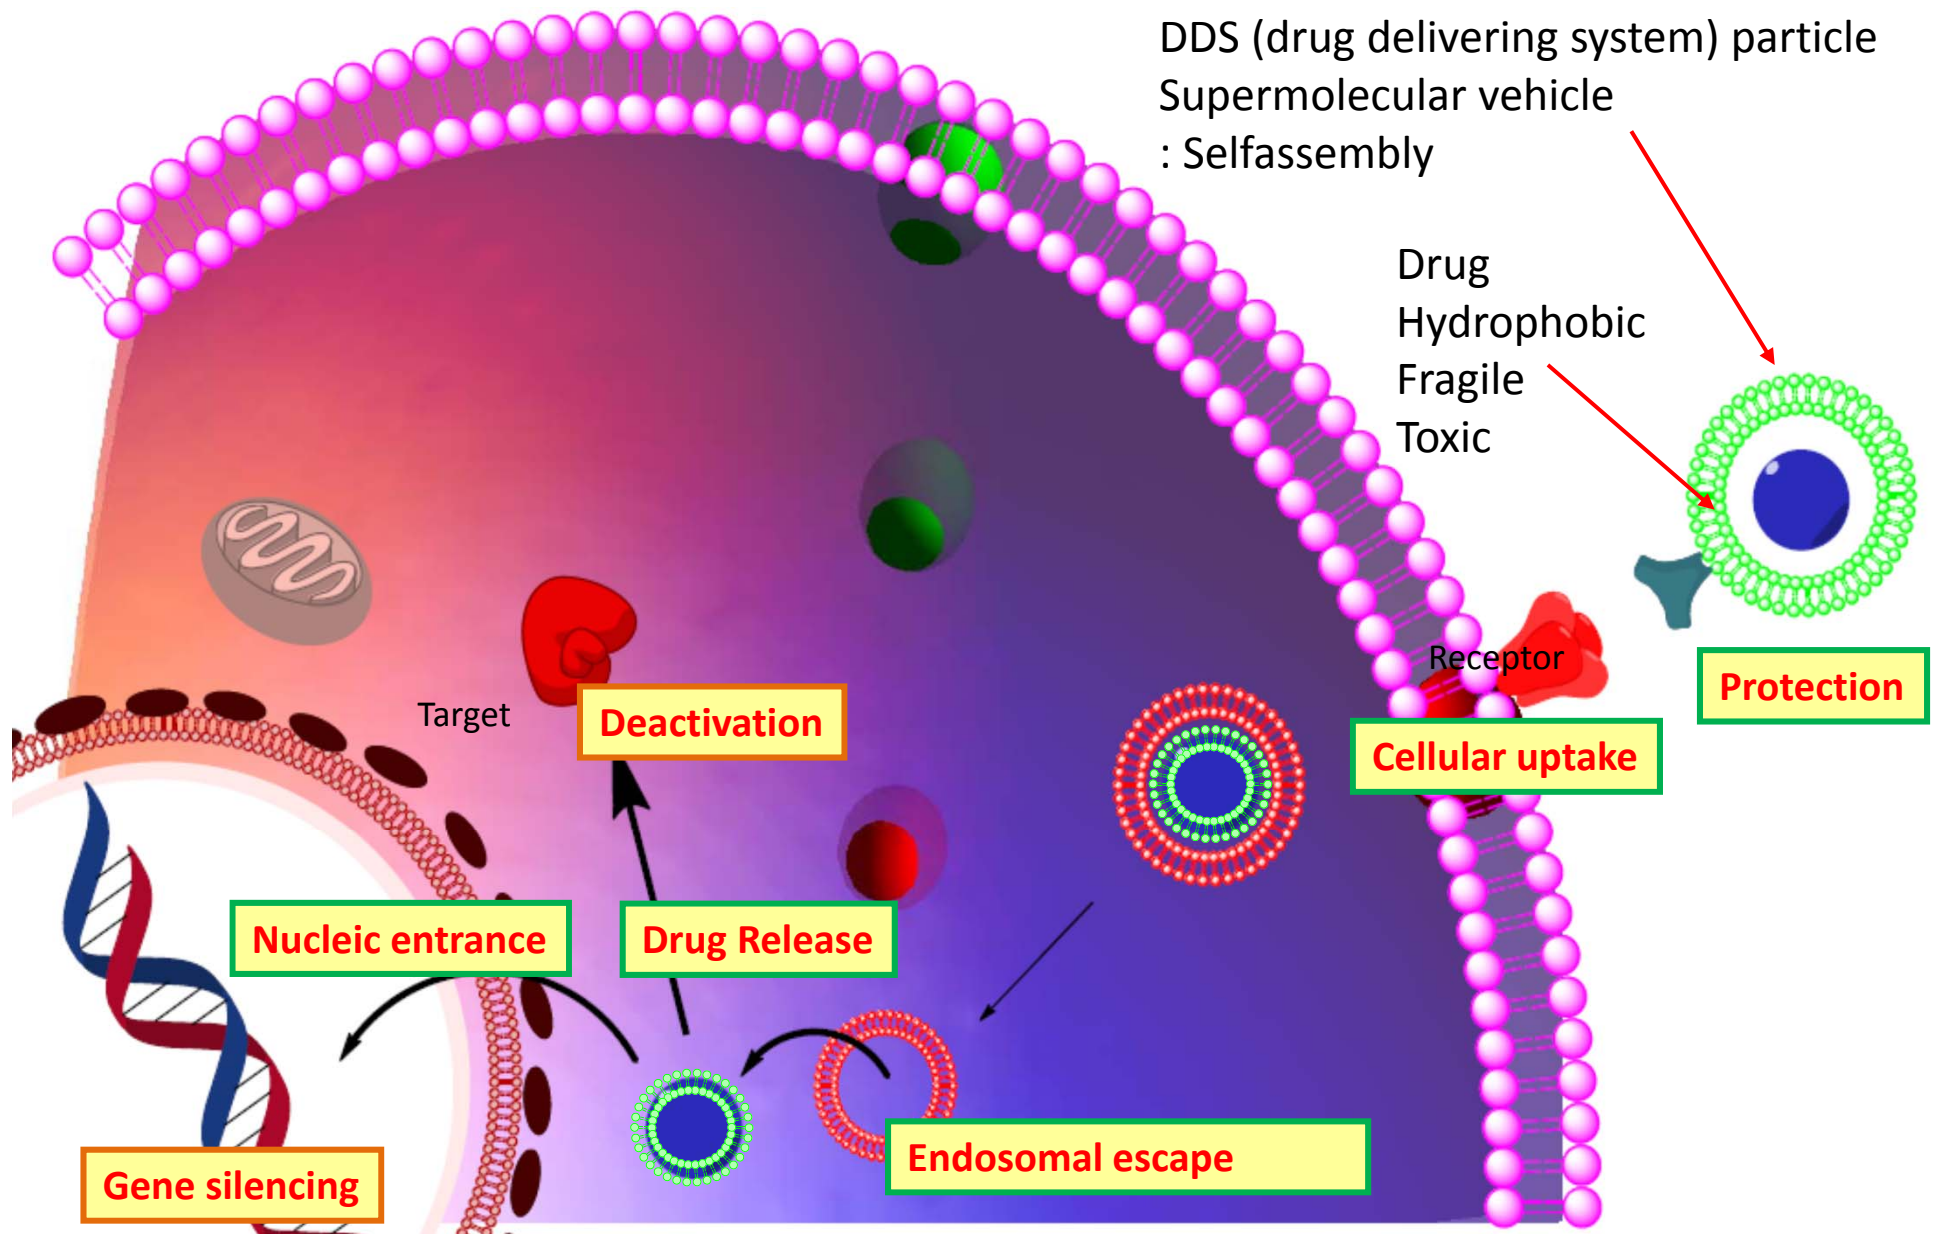 DDS (drug delivering system) particle
Supermolecular vehicle
: Selfassembly
Drug
Hydrophobic
Fragile
Toxic
Receptor
Protection
Cellular uptake
Target
Deactivation
Nucleic entrance
Drug Release
Endosomal escape
Gene silencing